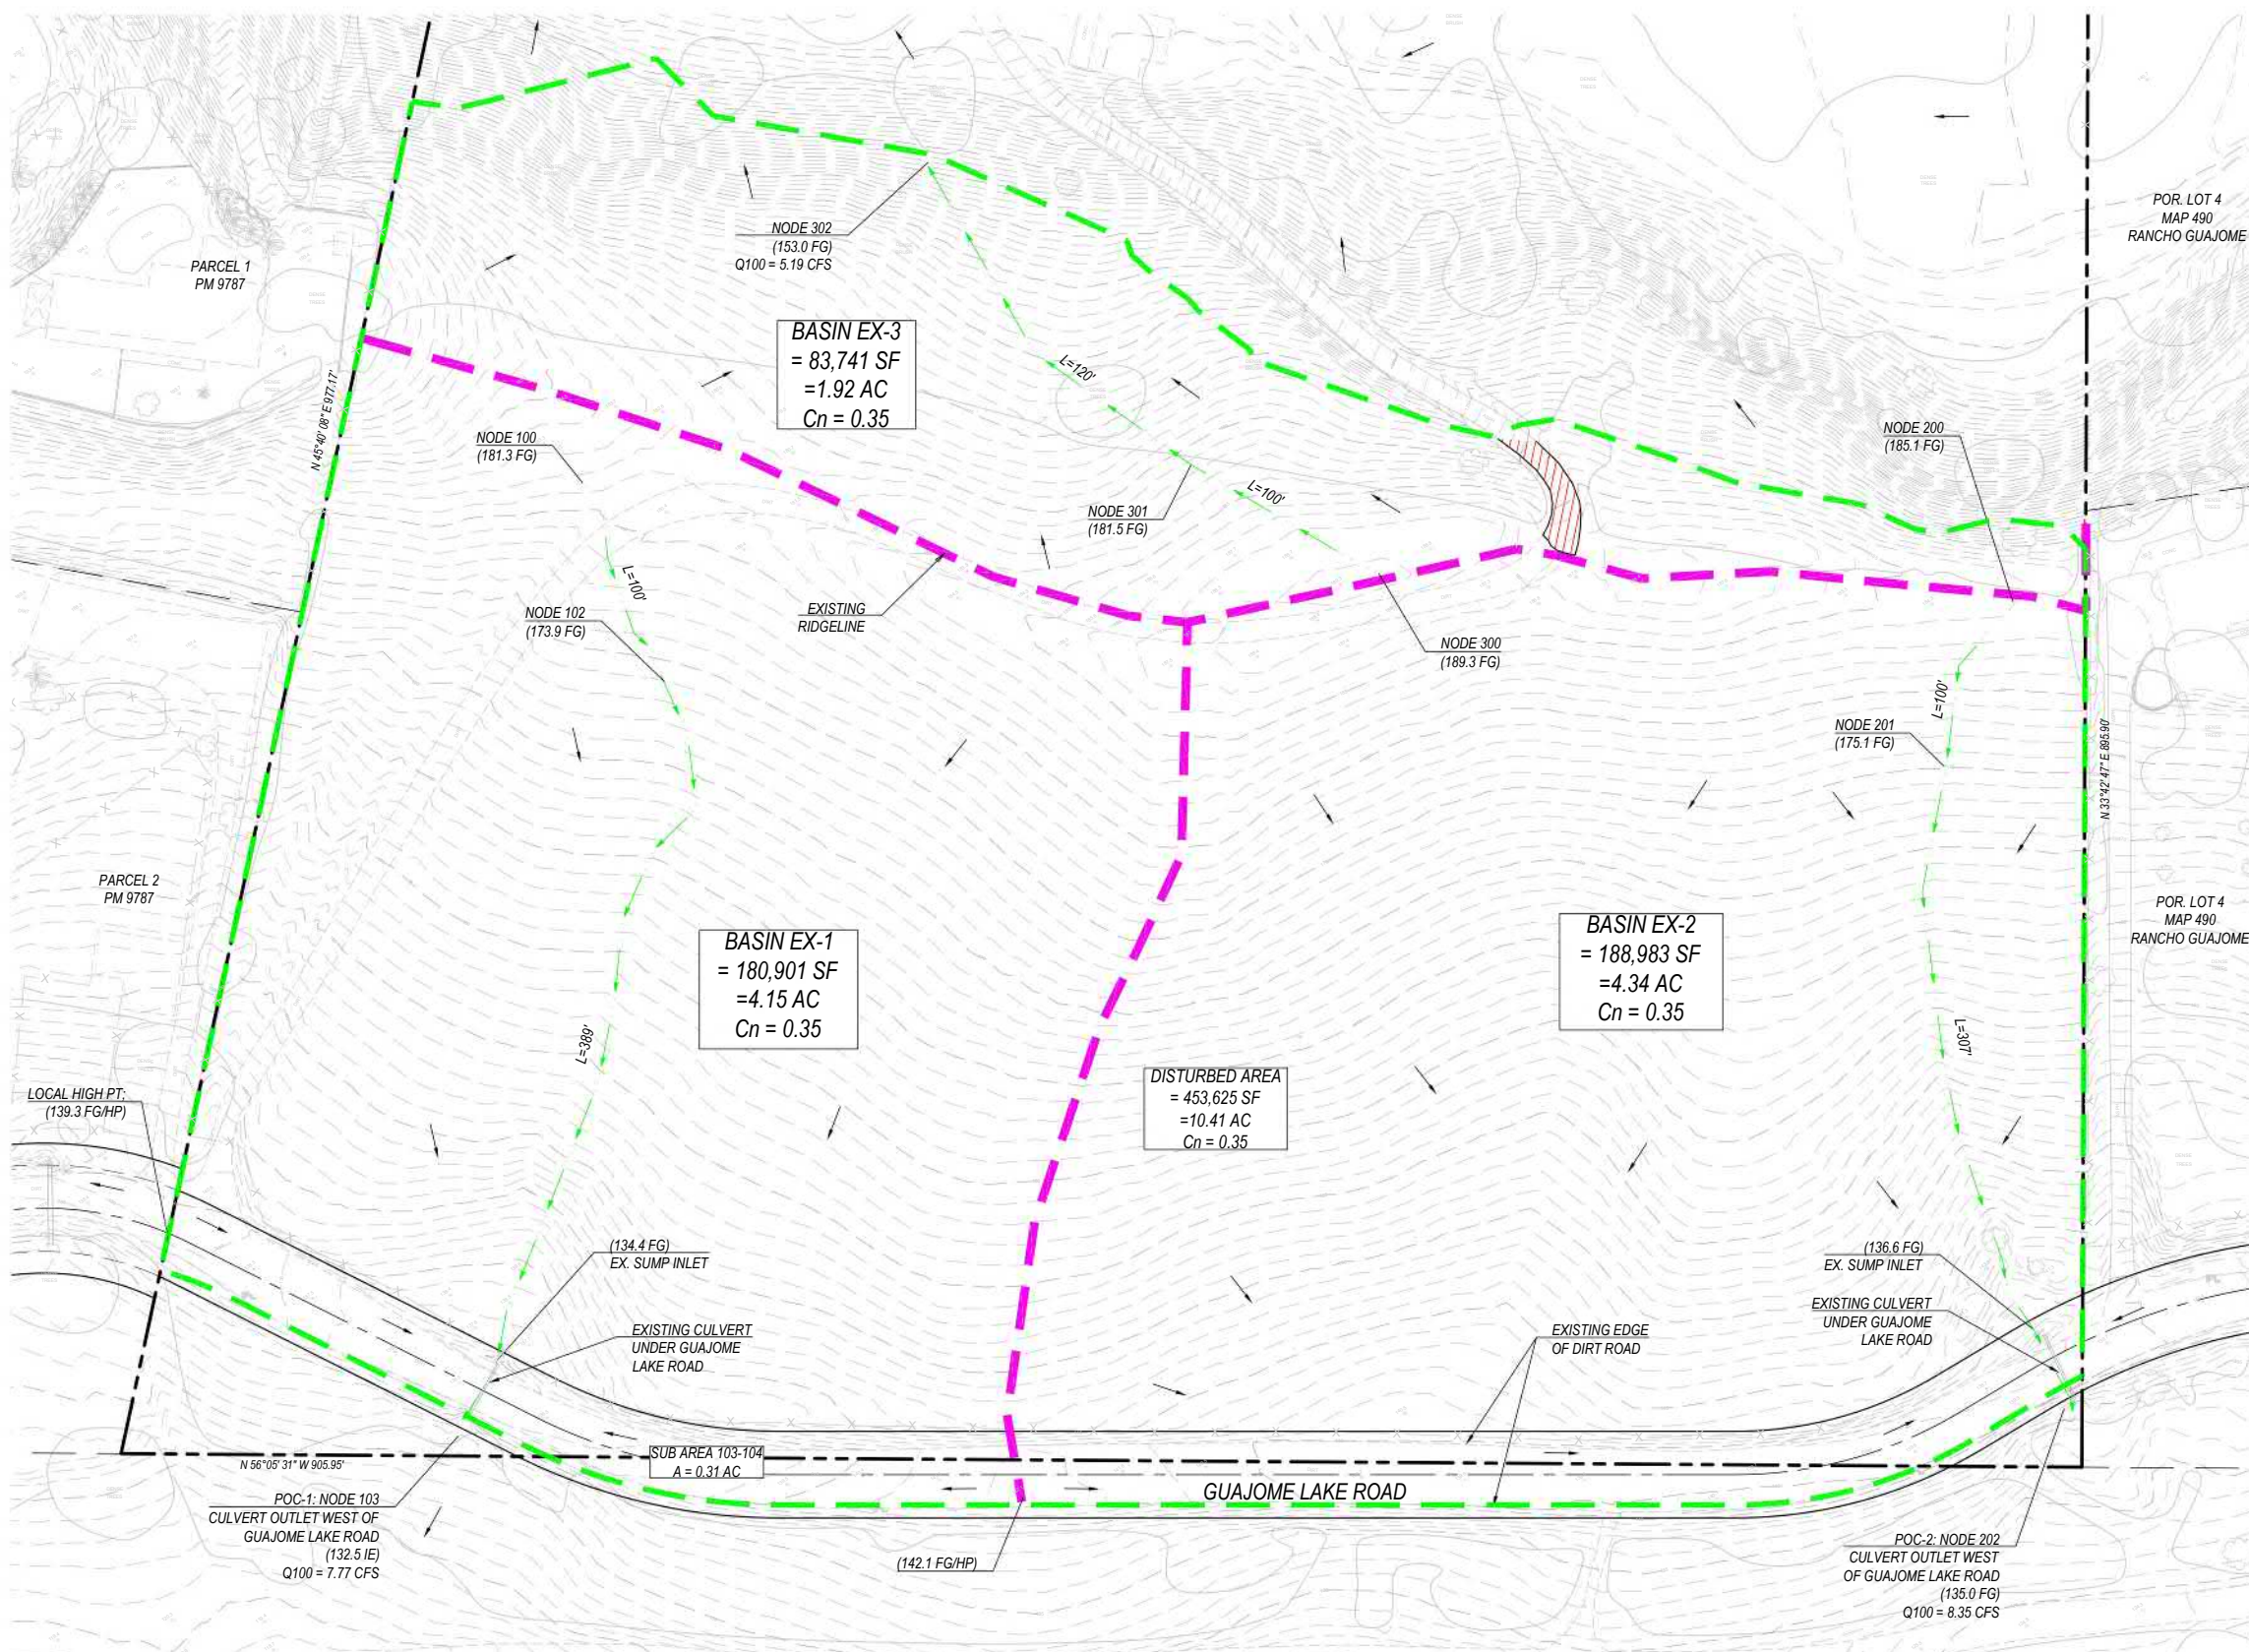 POR. LOT 4
MAP 490
RANCHO GUAJOME
NODE 302
(153.0 FG)
Q100 = 5.19 CFS
PARCEL 1
PM 9787
BASIN EX-3
= 83,741 SF
=1.92 AC
Cn = 0.35
L=120'
N 45°40' 08" E 977.17'
NODE 100
(181.3 FG)
NODE 200
(185.1 FG)
L=100'
NODE 301
(181.5 FG)
L=100'
NODE 102
(173.9 FG)
EXISTING
RIDGELINE
NODE 300
(189.3 FG)
L=100'
NODE 201
(175.1 FG)
N 33°42' 47" E 895.90'
PARCEL 2
PM 9787
POR. LOT 4
MAP 490
RANCHO GUAJOME
BASIN EX-1
= 180,901 SF
=4.15 AC
Cn = 0.35
BASIN EX-2
= 188,983 SF
=4.34 AC
Cn = 0.35
L=389'
L=307'
DISTURBED AREA
= 453,625 SF
=10.41 AC
Cn = 0.35
LOCAL HIGH PT;
(139.3 FG/HP)
(134.4 FG)
EX. SUMP INLET
(136.6 FG)
EX. SUMP INLET
EXISTING CULVERT
UNDER GUAJOME
LAKE ROAD
EXISTING EDGE
OF DIRT ROAD
EXISTING CULVERT
UNDER GUAJOME
LAKE ROAD
SUB AREA 103-104
A = 0.31 AC
N 56°05' 31" W 905.95'
GUAJOME LAKE ROAD
POC-1: NODE 103
CULVERT OUTLET WEST OF
GUAJOME LAKE ROAD
(132.5 IE)
Q100 = 7.77 CFS
(142.1 FG/HP)
POC-2: NODE 202
CULVERT OUTLET WEST
OF GUAJOME LAKE ROAD
(135.0 FG)
Q100 = 8.35 CFS